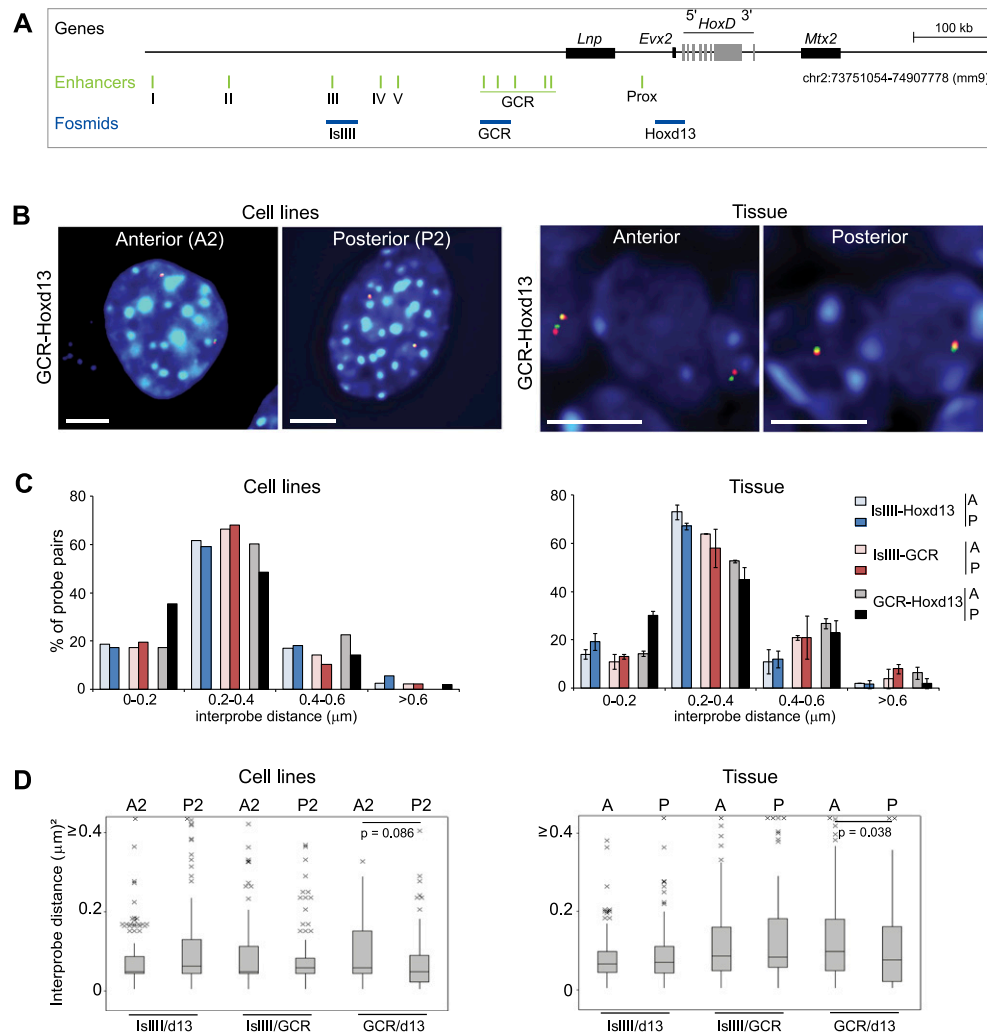 A
Genes
5' HoxD 3'
Lnp
Evx2
Mtx2
100 kb
Enhancers
chr2:73751054-74907778 (mm9)
I II III IV V GCR Prox
Fosmids
IsIIII GCR Hoxd13
B
Cell lines
Tissue
GCR-Hoxd13
Anterior (A2)
Posterior (P2)
GCR-Hoxd13
Anterior
Posterior
C
Cell lines
% of probe pairs
80
60
40
20
0
0–0.2 0.2–0.4 0.4–0.6 >0.6
interprobe distance (μm)
Tissue
80
60
40
20
0
0–0.2 0.2–0.4 0.4–0.6 >0.6
interprobe distance (μm)
IsIIII-Hoxd13 A
P
IsIIII-GCR A
P
GCR-Hoxd13 A
P
D
Cell lines
A2 P2 A2 P2 A2 P2
p = 0.086
Interprobe distance (μm)²
≥0.4
0.2
0
IsIIII/d13 IsIIII/GCR GCR/d13
Tissue
A P A P A P
p = 0.038
≥0.4
0.2
0
IsIIII/d13 IsIIII/GCR GCR/d13